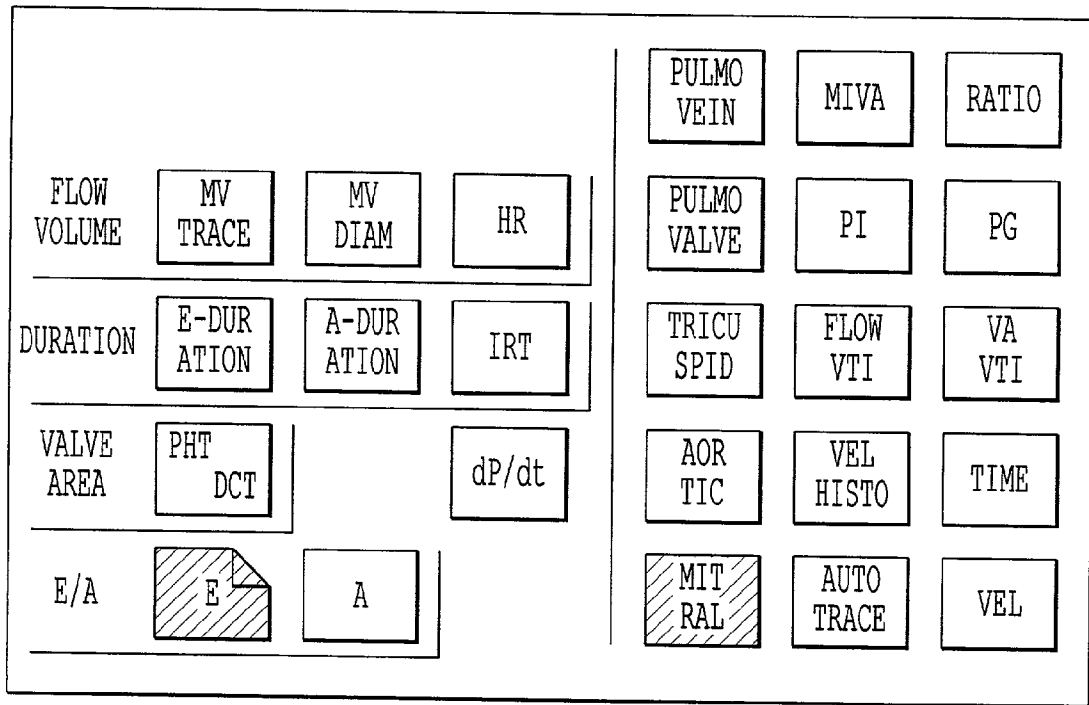 PULMO
VEIN
MIVA
RATIO
FLOW
VOLUME
MV
TRACE
MV
DIAM
HR
PULMO
VALVE
PI
PG
DURATION
E-DUR
ATION
A-DUR
ATION
IRT
TRICU
SPID
FLOW
VTI
VA
VTI
VALVE
AREA
PHT
DCT
dP/dt
AOR
TIC
VEL
HISTO
TIME
E/A
E
A
MIT
RAL
AUTO
TRACE
VEL